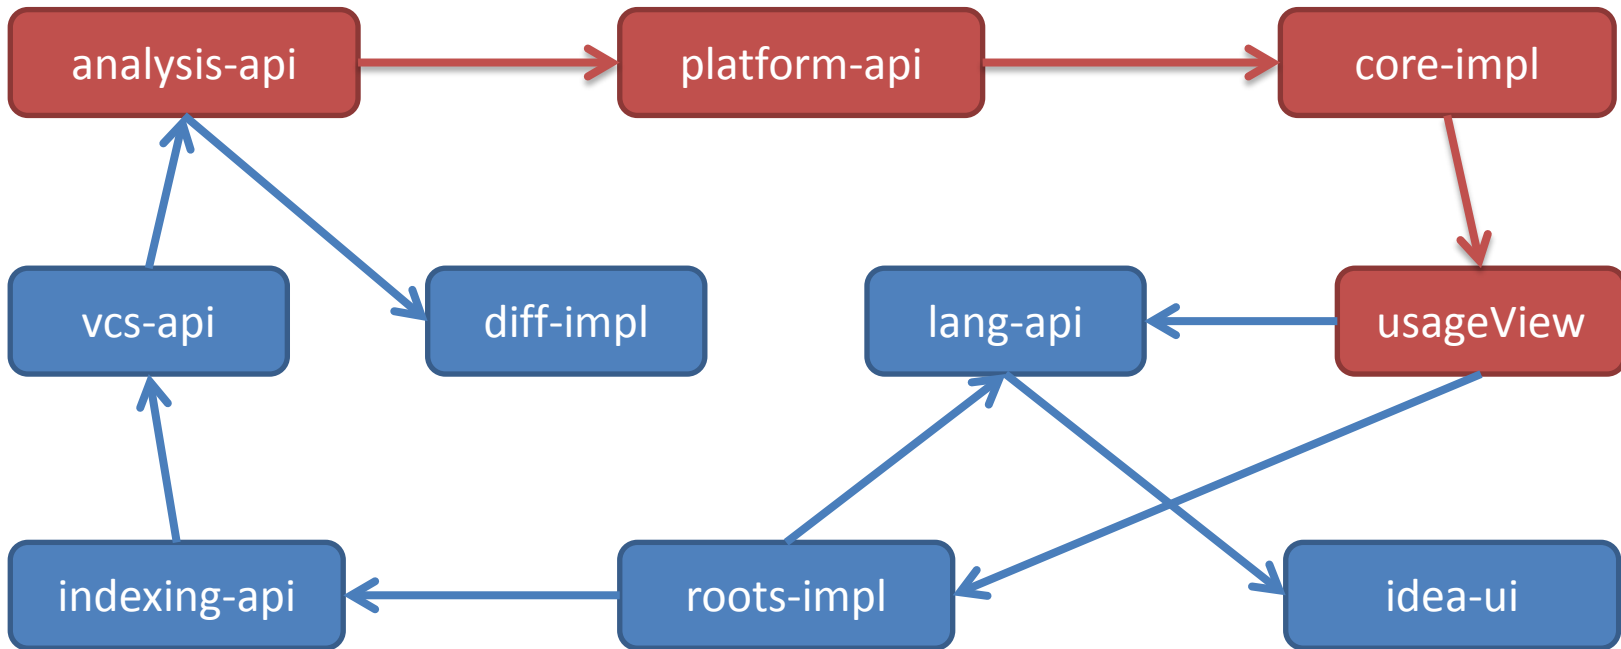 analysis-api
platform-api
core-impl
vcs-api
diff-impl
lang-api
usageView
indexing-api
roots-impl
idea-ui